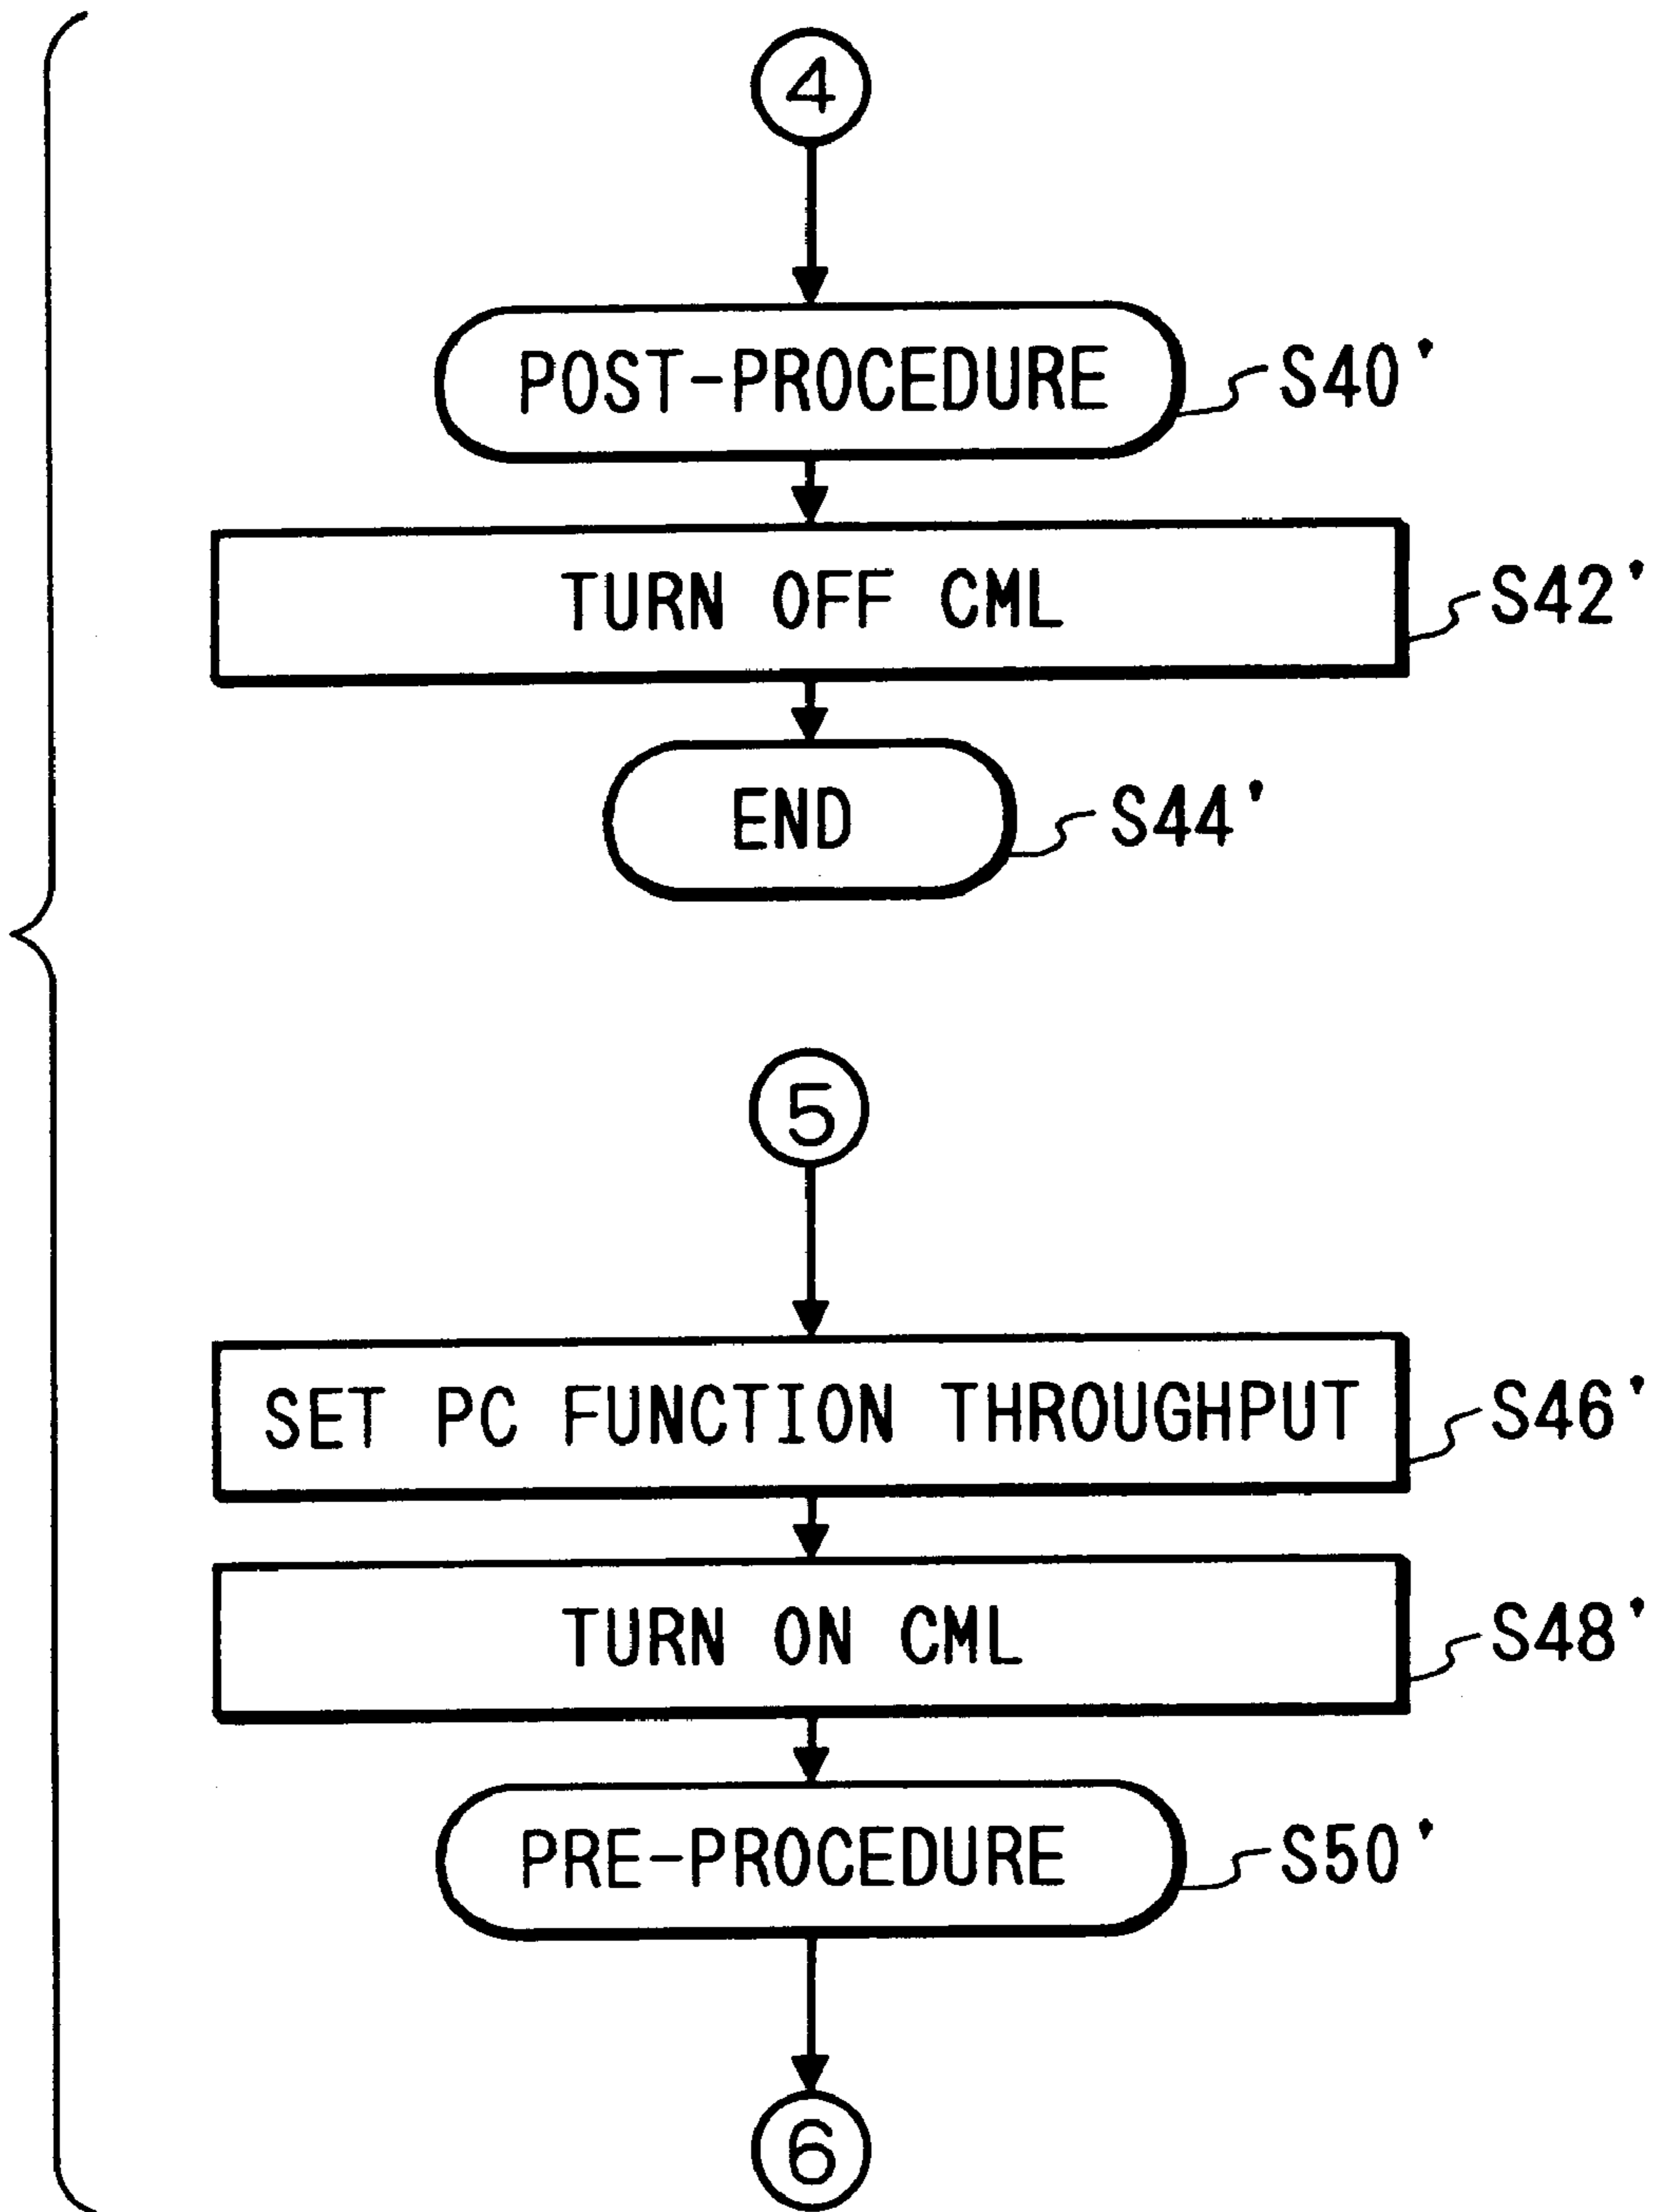 4
POST-PROCEDURE S40'
TURN OFF CML S42'
END S44'
5
SET PC FUNCTION THROUGHPUT S46'
TURN ON CML S48'
PRE-PROCEDURE S50'
6